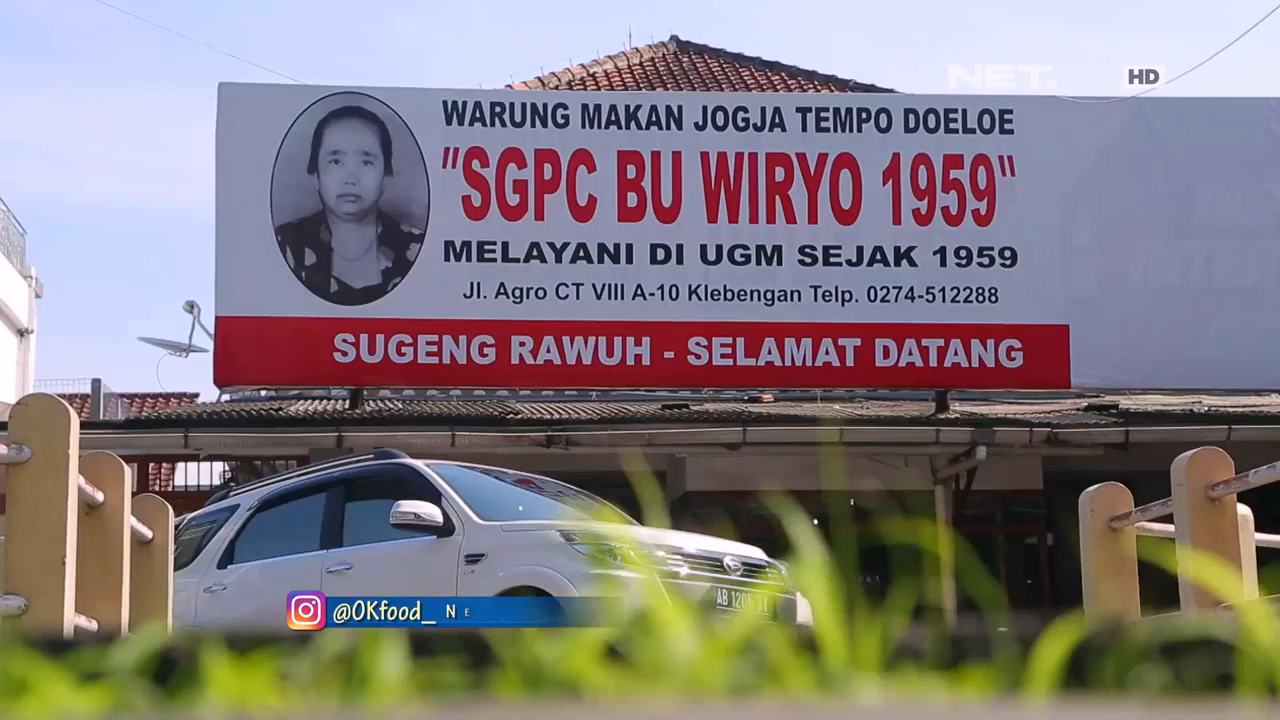 NET. HD
WARUNG MAKAN JOGJA TEMPO DOELOE
"SGPC BU WIRYO 1959"
MELAYANI DI UGM SEJAK 1959
Jl. Agro CT VIII A-10 Klebengan Telp. 0274-512288
SUGENG RAWUH - SELAMAT DATANG
@OKfood_ NE